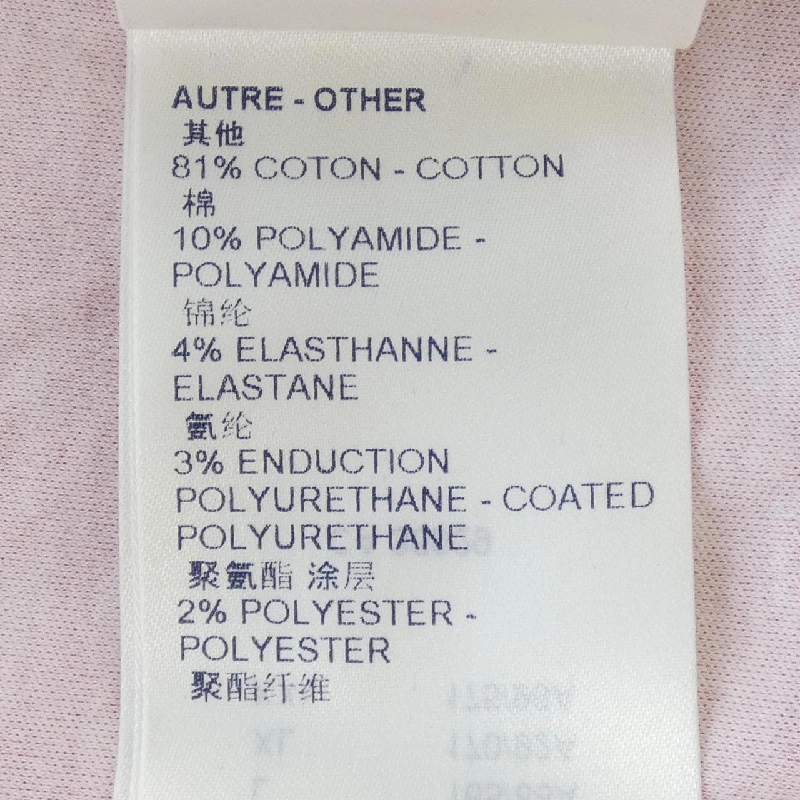 AUTRE - OTHER
其他
81% COTON - COTTON
棉
10% POLYAMIDE -
POLYAMIDE
锦纶
4% ELASTHANNE -
ELASTANE
氨纶
3% ENDUCTION
POLYURETHANE - COATED
POLYURETHANE
聚氨酯 涂层
2% POLYESTER -
POLYESTER
聚酯纤维